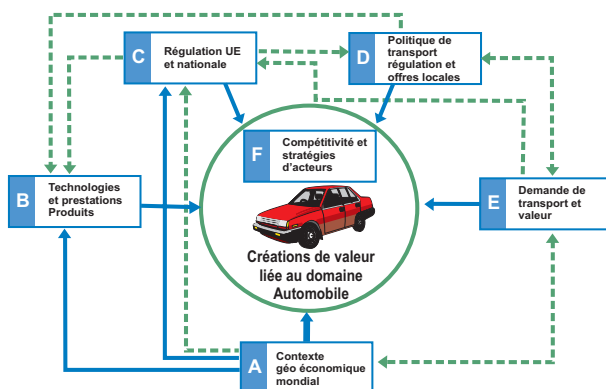 C
Régulation UE
et nationale
D
Politique de
transport
régulation et
offres locales
F
Compétitivité et
stratégies
d'acteurs
B
Technologies
et prestations
Produits
E
Demande de
transport et
valeur
Créations de valeur
liée au domaine
Automobile
A
Contexte
géo économique
mondial